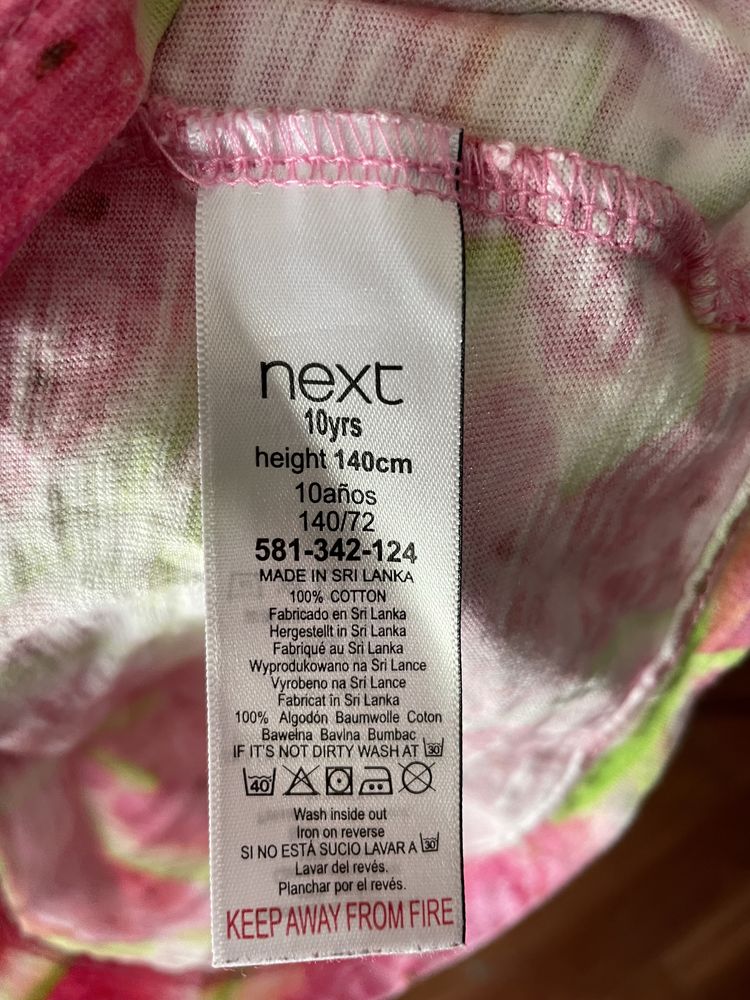 next
10yrs
height 140cm
10años
140/72
581-342-124
MADE IN SRI LANKA
100% COTTON
Fabricado en Sri Lanka
Hergestellt in Sri Lanka
Fabriqué au Sri Lanka
Wyprodukowano na Sri Lance
Vyrobeno na Srí Lance
Fabricat în Sri Lanka
100% Algodón Baumwolle Coton
Bawełna Bavlna Bumbac
IF IT'S NOT DIRTY WASH AT 30
40
Wash inside out
Iron on reverse
SI NO ESTÁ SUCIO LAVAR A 30
Lavar del revés.
Planchar por el revés.
KEEP AWAY FROM FIRE